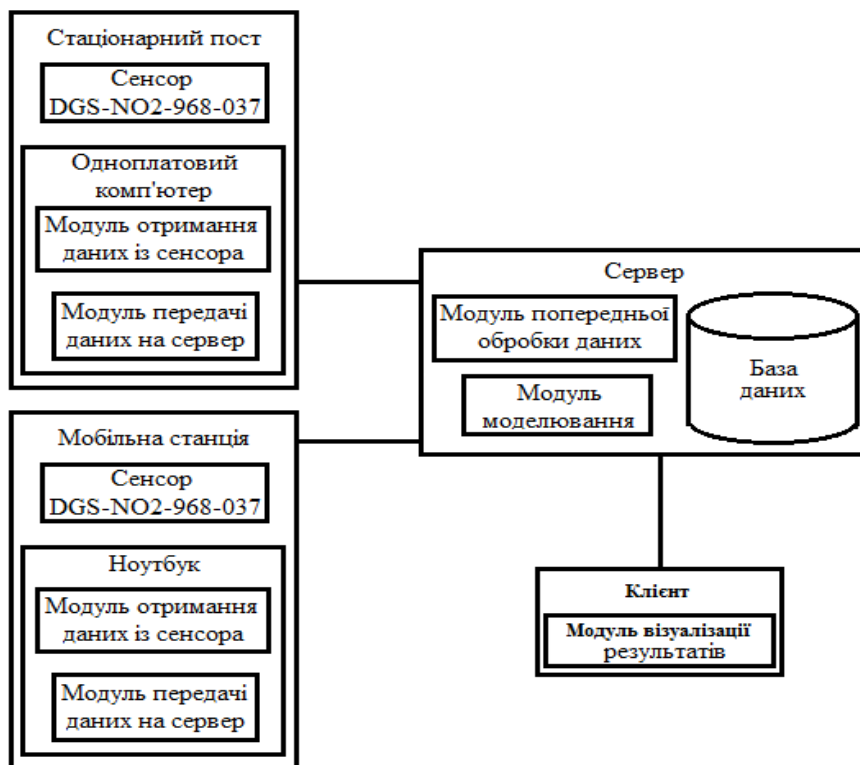 Стаціонарний пост
Сенсор
DGS-NO2-968-037
Одноплатовий
комп'ютер
Модуль отримання
даних із сенсора
Модуль передачі
даних на сервер
Мобільна станція
Сенсор
DGS-NO2-968-037
Ноутбук
Модуль отримання
даних із сенсора
Модуль передачі
даних на сервер
Сервер
Модуль попередньої
обробки даних
Модуль
моделювання
База
даних
Клієнт
Модуль візуалізації
результатів